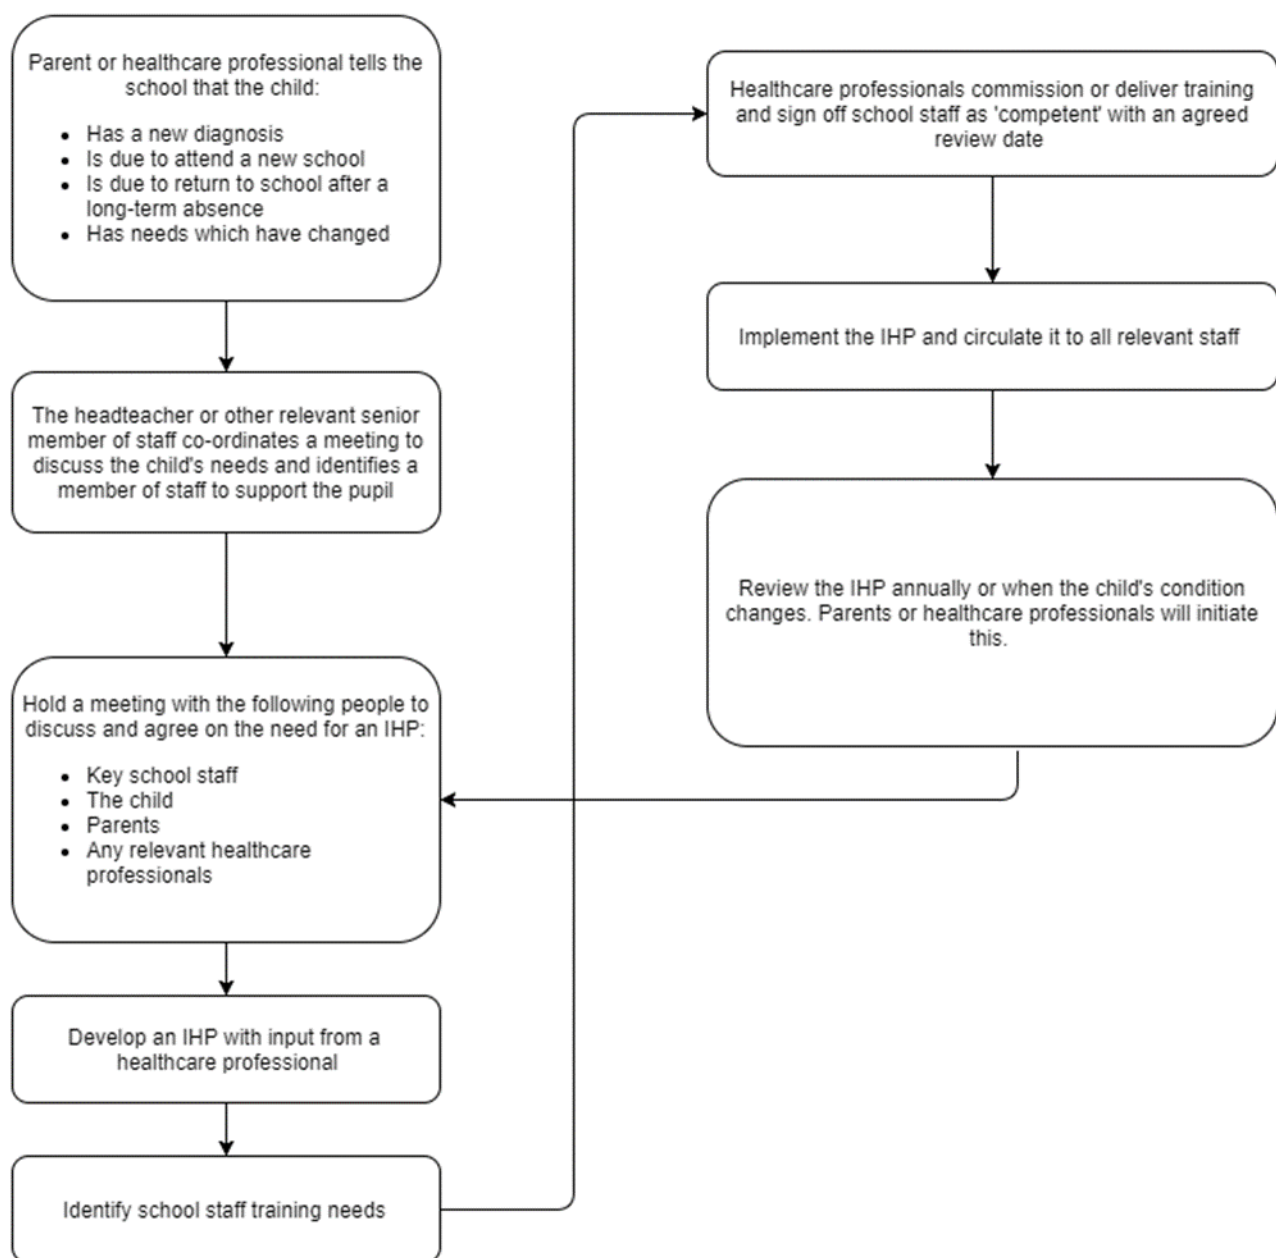 Parent or healthcare professional tells the
school that the child:
• Has a new diagnosis
• Is due to attend a new school
• Is due to return to school after a
long-term absence
• Has needs which have changed
The headteacher or other relevant senior
member of staff co-ordinates a meeting to
discuss the child's needs and identifies a
member of staff to support the pupil
Hold a meeting with the following people to
discuss and agree on the need for an IHP:
• Key school staff
• The child
• Parents
• Any relevant healthcare
professionals
Develop an IHP with input from a
healthcare professional
Identify school staff training needs
Healthcare professionals commission or deliver training
and sign off school staff as 'competent' with an agreed
review date
Implement the IHP and circulate it to all relevant staff
Review the IHP annually or when the child's condition
changes. Parents or healthcare professionals will initiate
this.